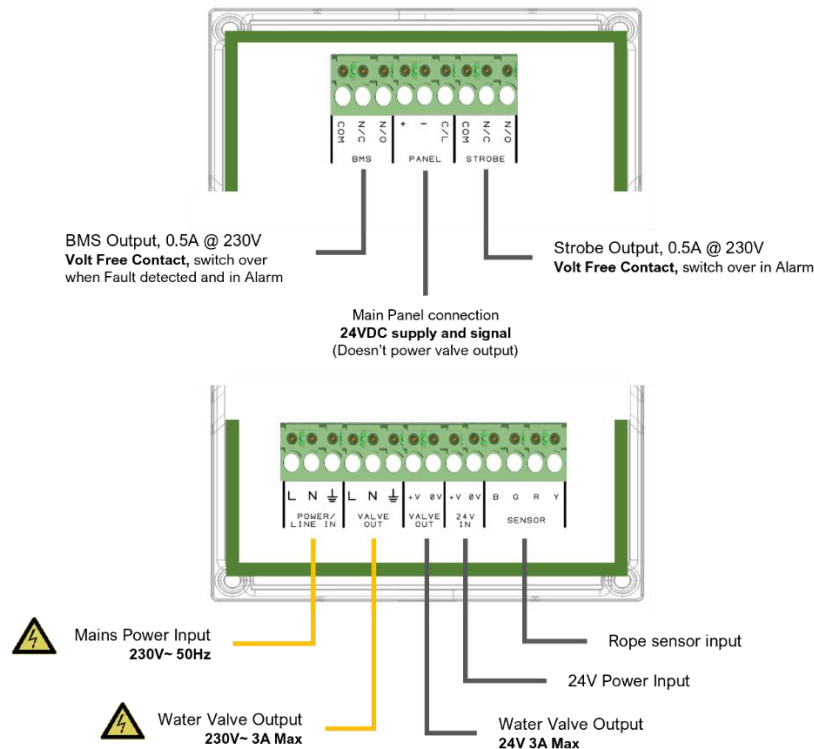 COM N/C N/O + − C/L COM N/C N/O
BMS PANEL STROBE
BMS Output, 0.5A @ 230V
Volt Free Contact, switch over
when Fault detected and in Alarm
Strobe Output, 0.5A @ 230V
Volt Free Contact, switch over in Alarm
Main Panel connection
24VDC supply and signal
(Doesn't power valve output)
L N L N +V 0V +V 0V B G R Y
POWER/
LINE IN
VALVE
OUT
VALVE
OUT
24V
IN
SENSOR
Mains Power Input
230V~ 50Hz
Rope sensor input
24V Power Input
Water Valve Output
230V~ 3A Max
Water Valve Output
24V 3A Max